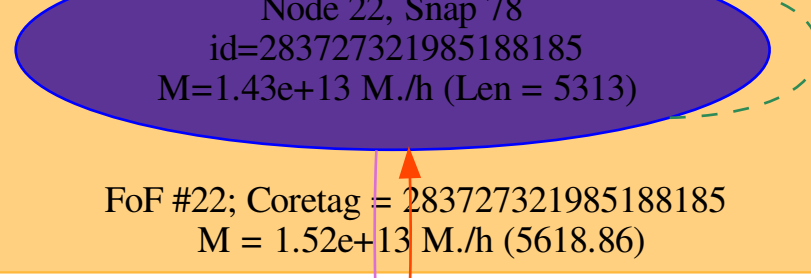 Node 22, Snap 78
id=283727321985188185
M=1.43e+13 M./h (Len = 5313)
FoF #22; Coretag = 283727321985188185
M = 1.52e+13 M./h (5618.86)